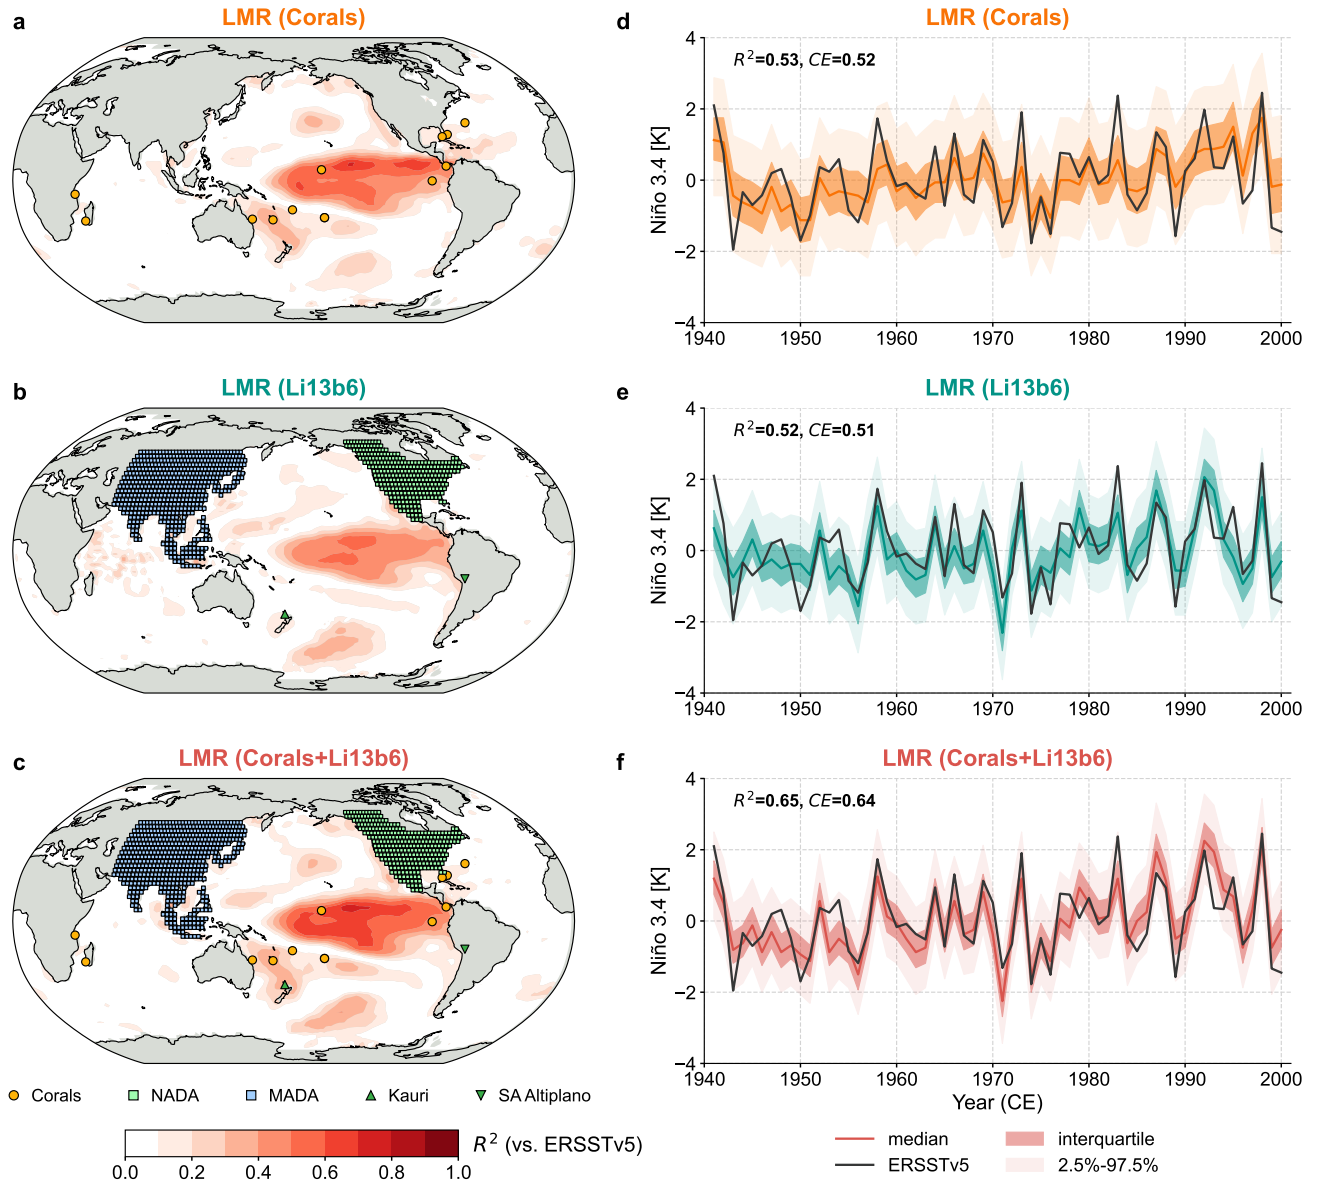 a
LMR (Corals)
b
LMR (Li13b6)
c
LMR (Corals+Li13b6)
Corals
NADA
MADA
Kauri
SA Altiplano
0.0 0.2 0.4 0.6 0.8 1.0
R² (vs. ERSSTv5)
d
LMR (Corals)
R²=0.53, CE=0.52
Niño 3.4 [K]
4
2
0
−2
−4
1940 1950 1960 1970 1980 1990 2000
e
LMR (Li13b6)
R²=0.52, CE=0.51
Niño 3.4 [K]
4
2
0
−2
−4
1940 1950 1960 1970 1980 1990 2000
f
LMR (Corals+Li13b6)
R²=0.65, CE=0.64
Niño 3.4 [K]
4
2
0
−2
−4
1940 1950 1960 1970 1980 1990 2000
Year (CE)
median
interquartile
ERSSTv5
2.5%-97.5%